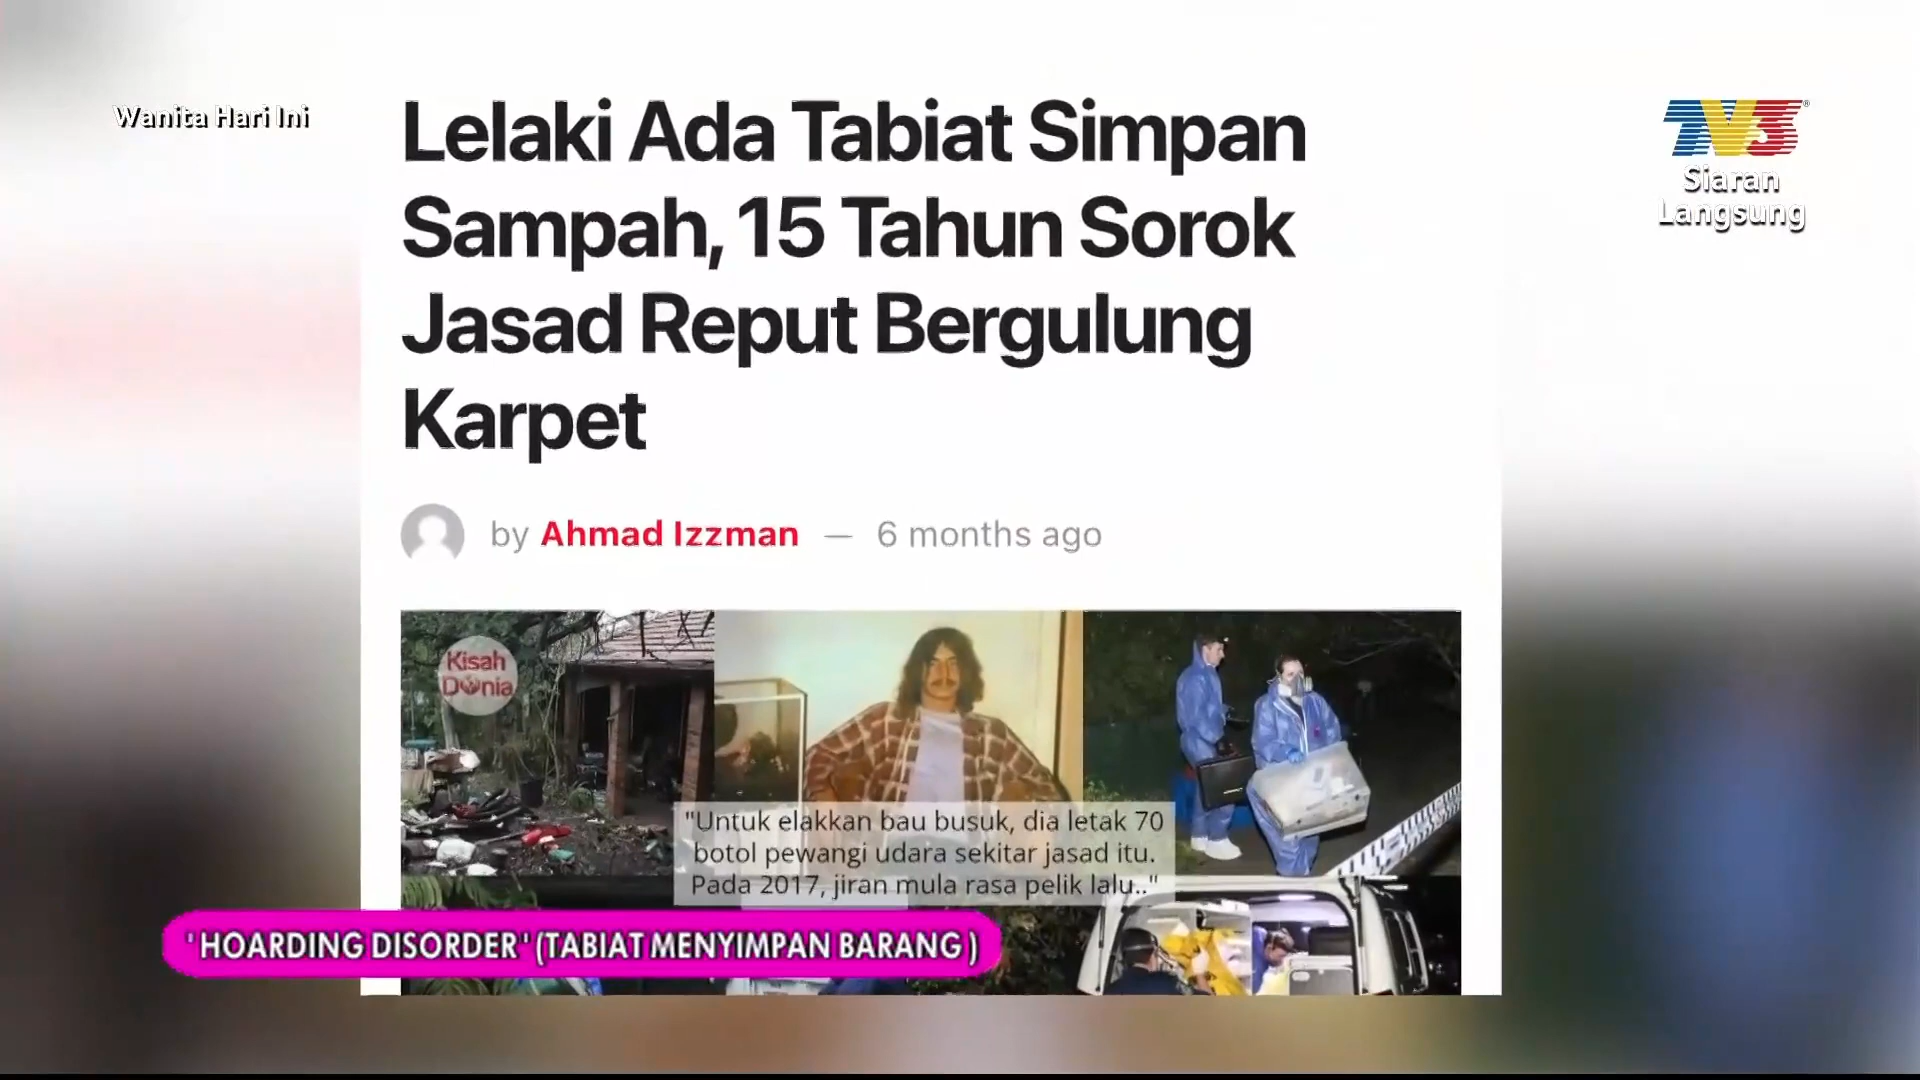 Wanita Hari Ini
TV3
Siaran
Langsung
Lelaki Ada Tabiat Simpan
Sampah, 15 Tahun Sorok
Jasad Reput Bergulung
Karpet
by Ahmad Izzman — 6 months ago
Kisah
Dunia
"Untuk elakkan bau busuk, dia letak 70
botol pewangi udara sekitar jasad itu.
Pada 2017, jiran mula rasa pelik lalu.."
'HOARDING DISORDER' (TABIAT MENYIMPAN BARANG)